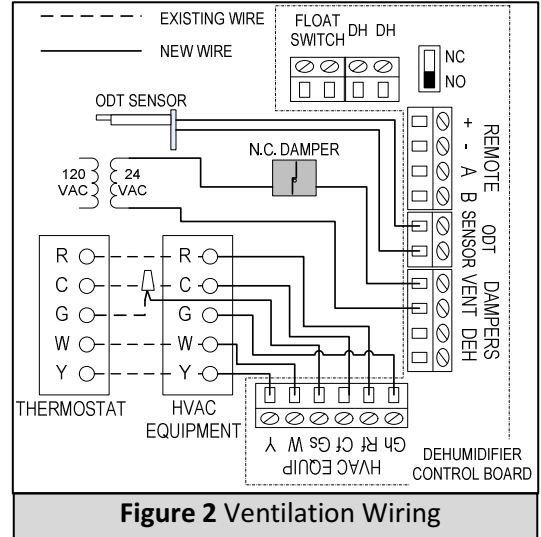 EXISTING WIRE
NEW WIRE
FLOAT SWITCH
DH DH
NC
NO
ODT SENSOR
N.C. DAMPER
120 VAC
24 VAC
+
-
A
B
REMOTE
ODT SENSOR
VENT
DEH
DAMPERS
R
C
G
W
Y
THERMOSTAT
R
C
G
W
Y
HVAC EQUIPMENT
Y W Gs Cf Rf Gh
HVAC EQUIP
DEHUMIDIFIER
CONTROL BOARD
Figure 2 Ventilation Wiring